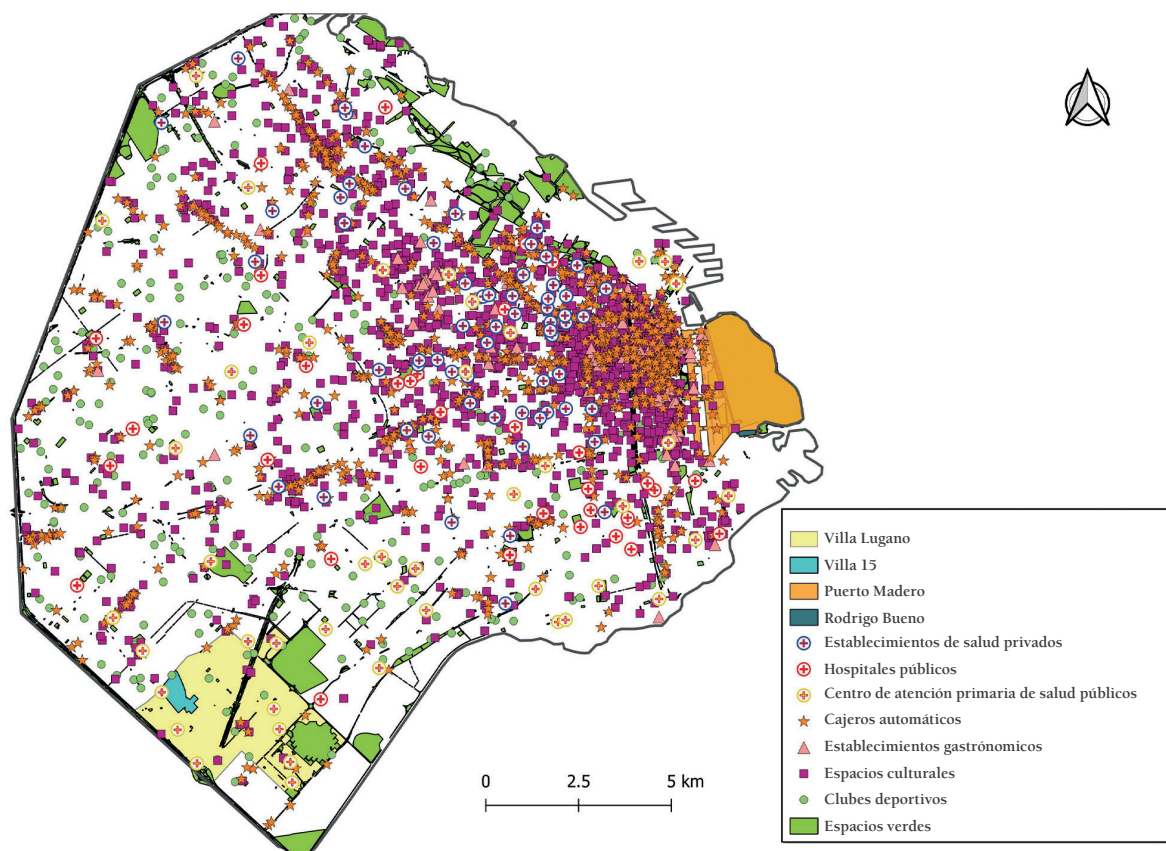 0 2.5 5 km
Villa Lugano
Villa 15
Puerto Madero
Rodrigo Bueno
Establecimientos de salud privados
Hospitales públicos
Centro de atención primaria de salud públicos
Cajeros automáticos
Establecimientos gastrónomicos
Espacios culturales
Clubes deportivos
Espacios verdes